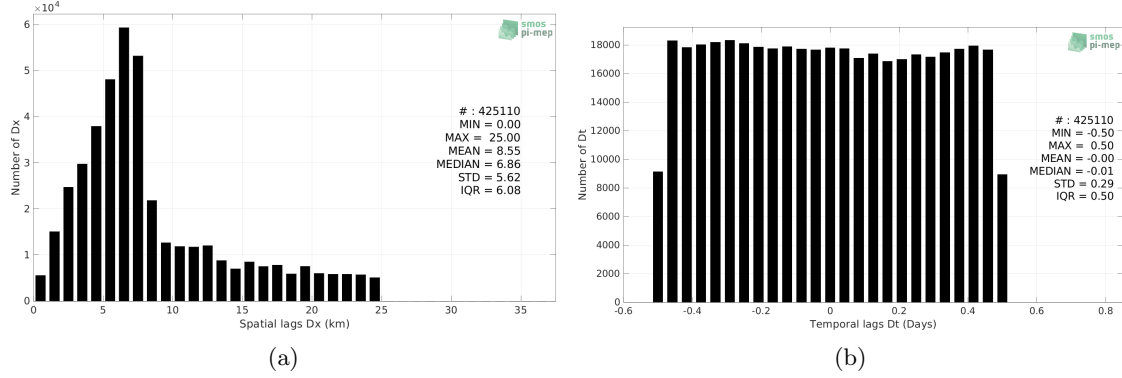 ×10^4
6
5
4
3
2
1
0
Number of Dx
0 5 10 15 20 25 30 35
Spatial lags Dx (km)
smos
pi-mep
# : 425110
MIN = 0.00
MAX = 25.00
MEAN = 8.55
MEDIAN = 6.86
STD = 5.62
IQR = 6.08
(a)
18000
16000
14000
12000
10000
8000
6000
4000
2000
0
Number of Dt
-0.6 -0.4 -0.2 0 0.2 0.4 0.6 0.8
Temporal lags Dt (Days)
smos
pi-mep
# : 425110
MIN = -0.50
MAX = 0.50
MEAN = -0.00
MEDIAN = -0.01
STD = 0.29
IQR = 0.50
(b)